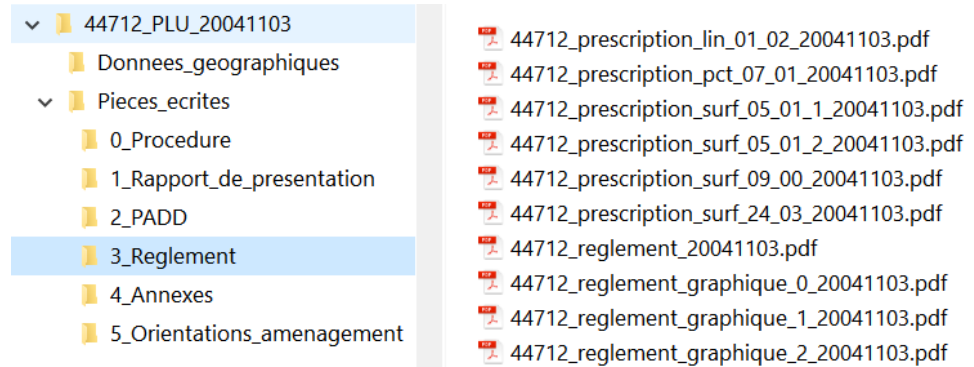 44712_PLU_20041103
Donnees_geographiques
Pieces_ecrites
0_Procedure
1_Rapport_de_presentation
2_PADD
3_Reglement
4_Annexes
5_Orientations_amenagement
44712_prescription_lin_01_02_20041103.pdf
44712_prescription_pct_07_01_20041103.pdf
44712_prescription_surf_05_01_1_20041103.pdf
44712_prescription_surf_05_01_2_20041103.pdf
44712_prescription_surf_09_00_20041103.pdf
44712_prescription_surf_24_03_20041103.pdf
44712_reglement_20041103.pdf
44712_reglement_graphique_0_20041103.pdf
44712_reglement_graphique_1_20041103.pdf
44712_reglement_graphique_2_20041103.pdf